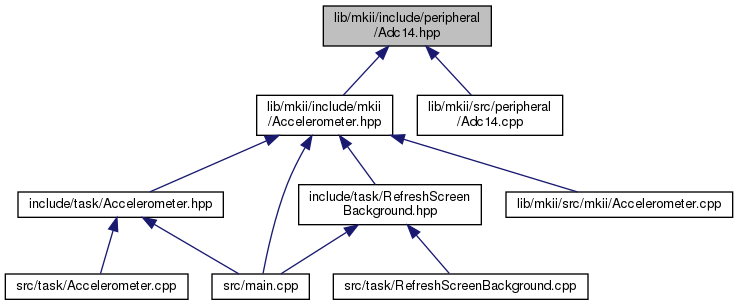 lib/mkii/include/peripheral
/Adc14.hpp
lib/mkii/include/mkii
/Accelerometer.hpp
lib/mkii/src/peripheral
/Adc14.cpp
include/task/Accelerometer.hpp
include/task/RefreshScreen
Background.hpp
lib/mkii/src/mkii/Accelerometer.cpp
src/task/Accelerometer.cpp
src/main.cpp
src/task/RefreshScreenBackground.cpp